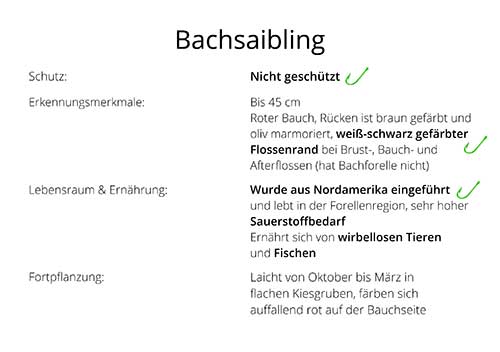 Bachsaibling
Schutz:
Nicht geschützt
Erkennungsmerkmale:
Bis 45 cm
Roter Bauch, Rücken ist braun gefärbt und
oliv marmoriert, weiß-schwarz gefärbter
Flossenrand bei Brust-, Bauch- und
Afterflossen (hat Bachforelle nicht)
Lebensraum & Ernährung:
Wurde aus Nordamerika eingeführt
und lebt in der Forellenregion, sehr hoher
Sauerstoffbedarf
Ernährt sich von wirbellosen Tieren
und Fischen
Fortpflanzung:
Laicht von Oktober bis März in
flachen Kiesgruben, färben sich
auffallend rot auf der Bauchseite